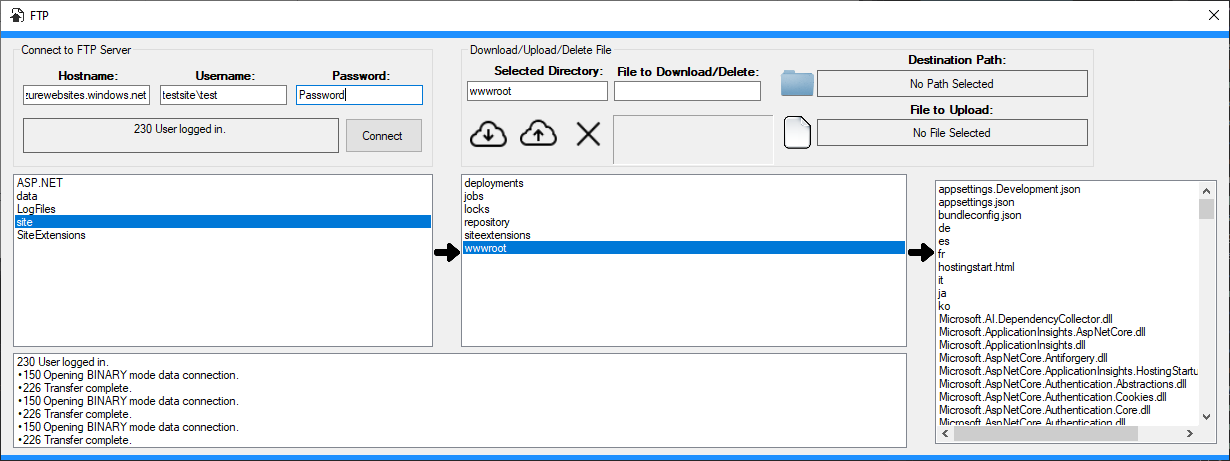 FTP
Connect to FTP Server
Hostname: Username: Password:
zurewebsites.windows.net testsite\test Password
230 User logged in.
Connect
Download/Upload/Delete File
Selected Directory: File to Download/Delete:
wwwroot
Destination Path:
No Path Selected
File to Upload:
No File Selected
ASP.NET
data
LogFiles
site
SiteExtensions
deployments
jobs
locks
repository
siteextensions
wwwroot
appsettings.Development.json
appsettings.json
bundleconfig.json
de
es
fr
hostingstart.html
it
ja
ko
Microsoft.AI.DependencyCollector.dll
Microsoft.ApplicationInsights.AspNetCore.dll
Microsoft.ApplicationInsights.dll
Microsoft.AspNetCore.Antiforgery.dll
Microsoft.AspNetCore.ApplicationInsights.HostingStartu
Microsoft.AspNetCore.Authentication.Abstractions.dll
Microsoft.AspNetCore.Authentication.Cookies.dll
Microsoft.AspNetCore.Authentication.Core.dll
Microsoft.AspNetCore.Authentication.dll
230 User logged in.
•150 Opening BINARY mode data connection.
•226 Transfer complete.
•150 Opening BINARY mode data connection.
•226 Transfer complete.
•150 Opening BINARY mode data connection.
•226 Transfer complete.